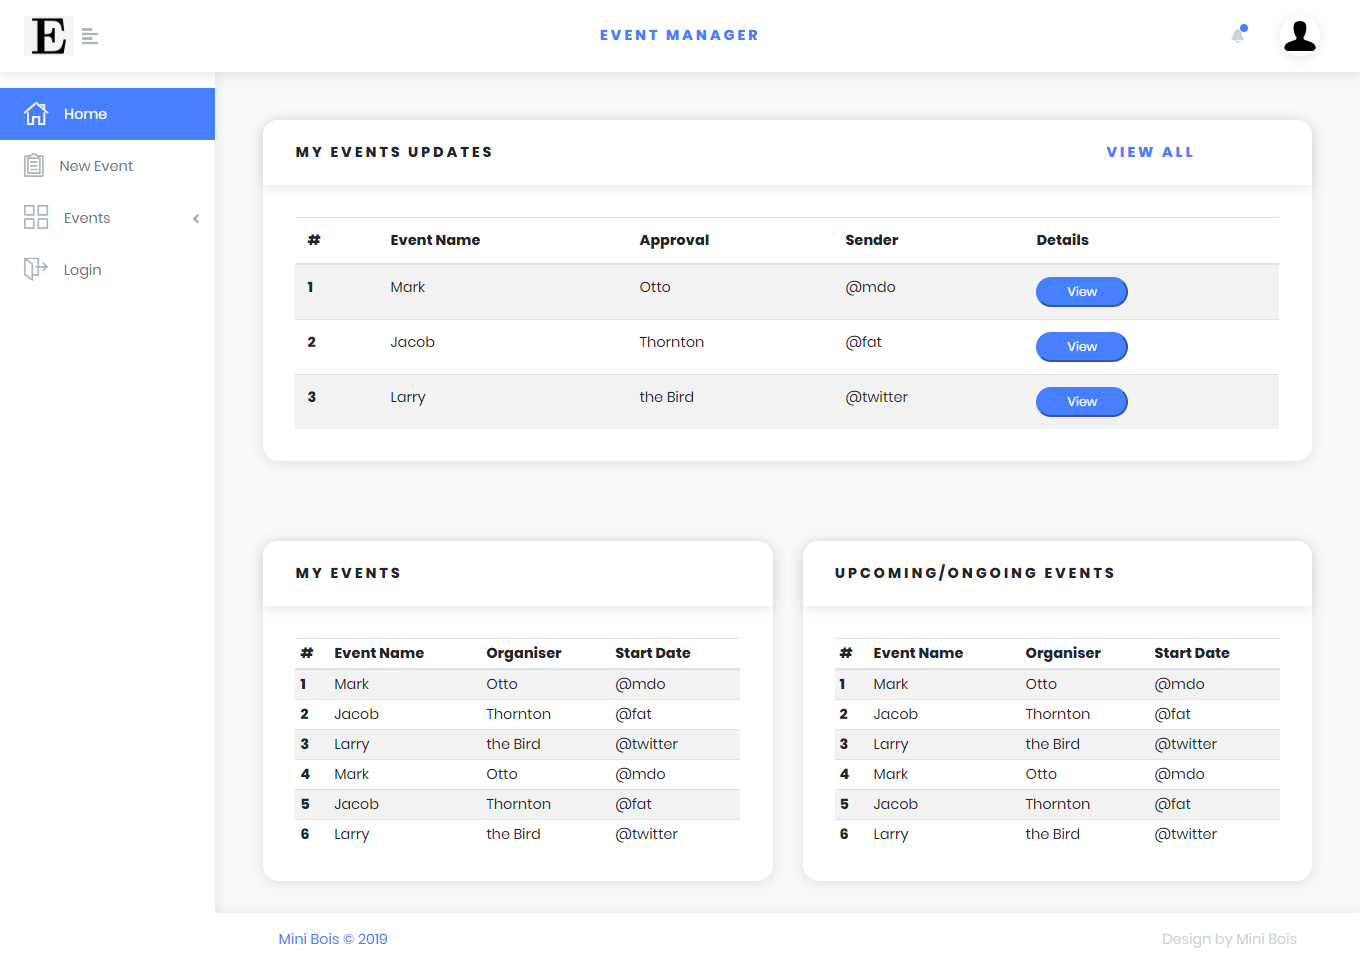 E
EVENT MANAGER
Home
New Event
Events
Login
MY EVENTS UPDATES VIEW ALL
# Event Name Approval Sender Details
1 Mark Otto @mdo View
2 Jacob Thornton @fat View
3 Larry the Bird @twitter View
MY EVENTS
# Event Name Organiser Start Date
1 Mark Otto @mdo
2 Jacob Thornton @fat
3 Larry the Bird @twitter
4 Mark Otto @mdo
5 Jacob Thornton @fat
6 Larry the Bird @twitter
UPCOMING/ONGOING EVENTS
# Event Name Organiser Start Date
1 Mark Otto @mdo
2 Jacob Thornton @fat
3 Larry the Bird @twitter
4 Mark Otto @mdo
5 Jacob Thornton @fat
6 Larry the Bird @twitter
Mini Bois © 2019 Design by Mini Bois